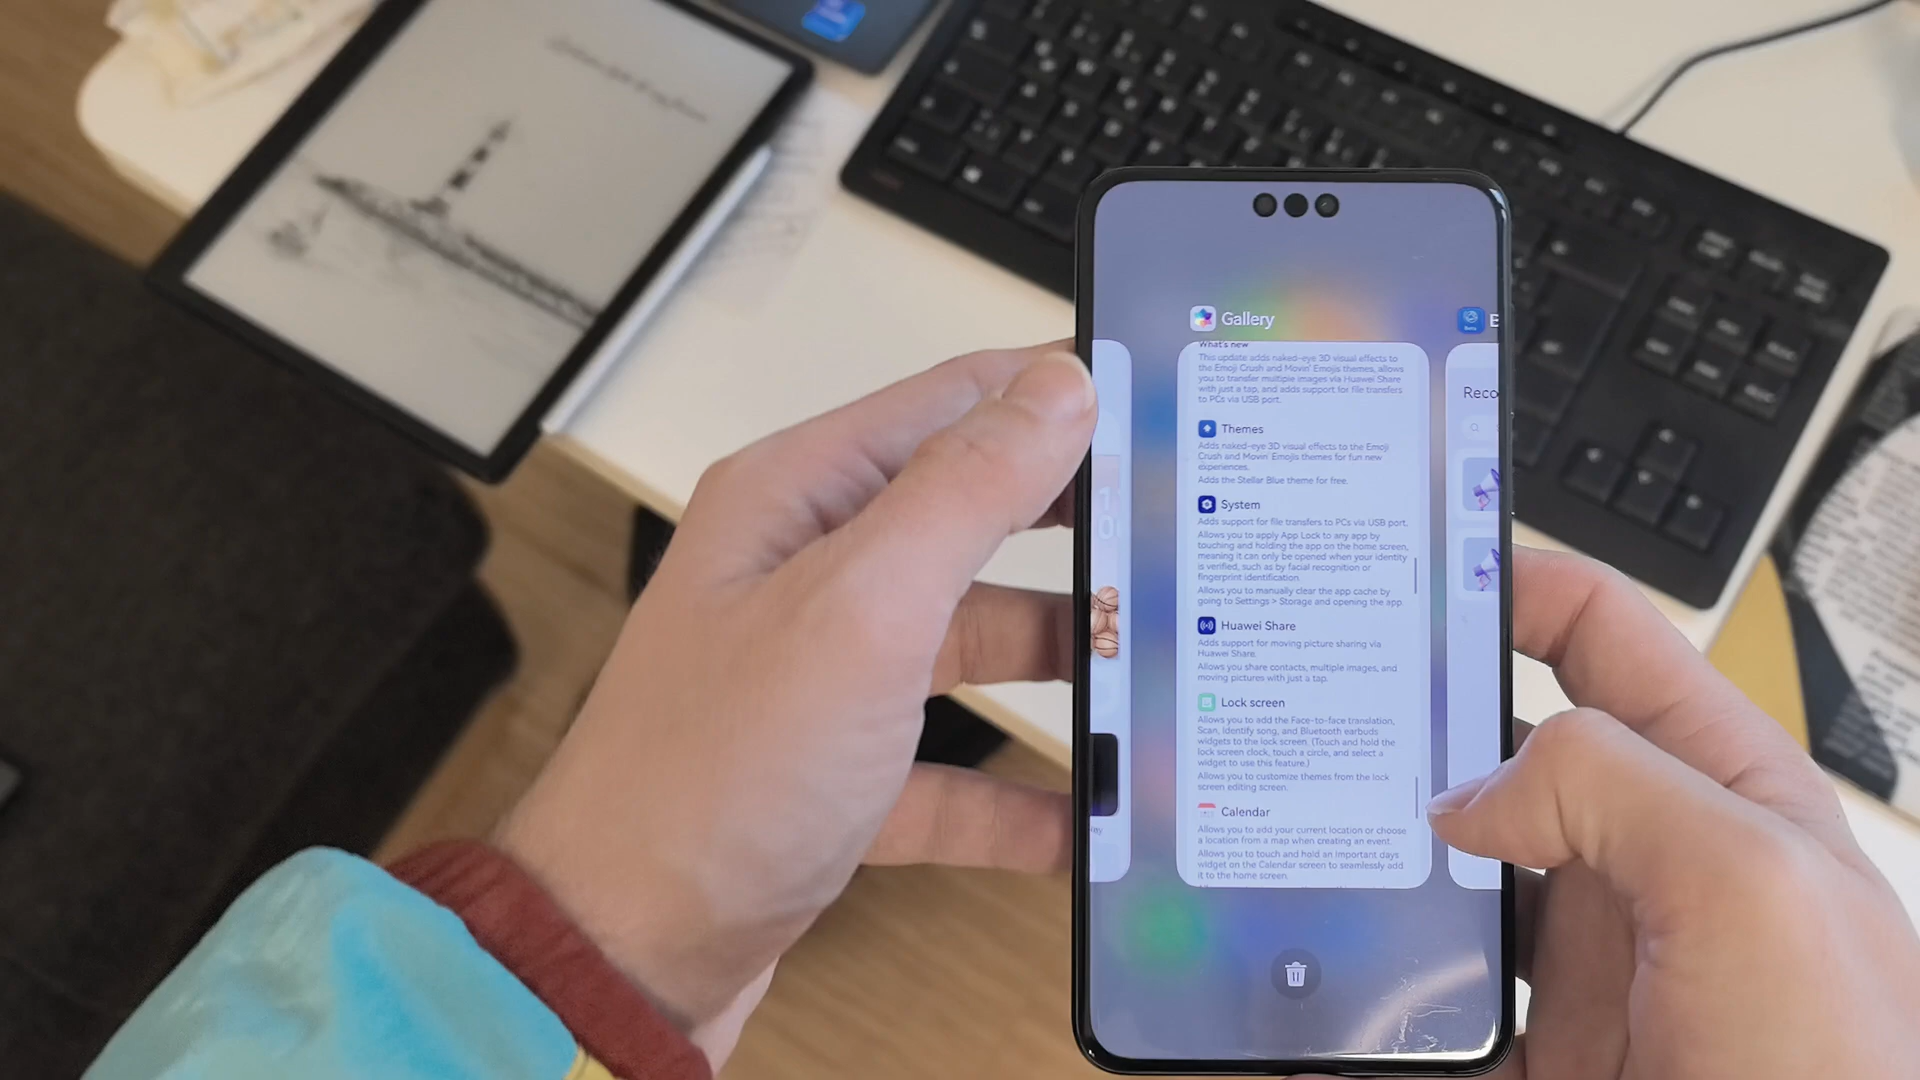 Gallery
What's new
This update adds naked-eye 3D visual effects to
the Emoji Crush and Movin' Emojis themes, allows
you to transfer multiple images via Huawei Share
with just a tap, and adds support for file transfers
to PCs via USB port.
Themes
Adds naked-eye 3D visual effects to the Emoji
Crush and Movin' Emojis themes for fun new
experiences.
Adds the Stellar Blue theme for free.
System
Adds support for file transfers to PCs via USB port.
Allows you to apply App Lock to any app by
touching and holding the app on the home screen,
meaning it can only be opened when your identity
is verified, such as by facial recognition or
fingerprint identification.
Allows you to manually clear the app cache by
going to Settings > Storage and opening the app.
Huawei Share
Adds support for moving picture sharing via
Huawei Share.
Allows you share contacts, multiple images, and
moving pictures with just a tap.
Lock screen
Allows you to add the Face-to-face translation,
Scan, Identify song, and Bluetooth earbuds
widgets to the lock screen. (Touch and hold the
lock screen clock, touch a circle, and select a
widget to use this feature.)
Allows you to customize themes from the lock
screen editing screen.
Calendar
Allows you to add your current location or choose
a location from a map when creating an event.
Allows you to touch and hold an important days
widget on the Calendar screen to seamlessly add
it to the home screen.
Reco